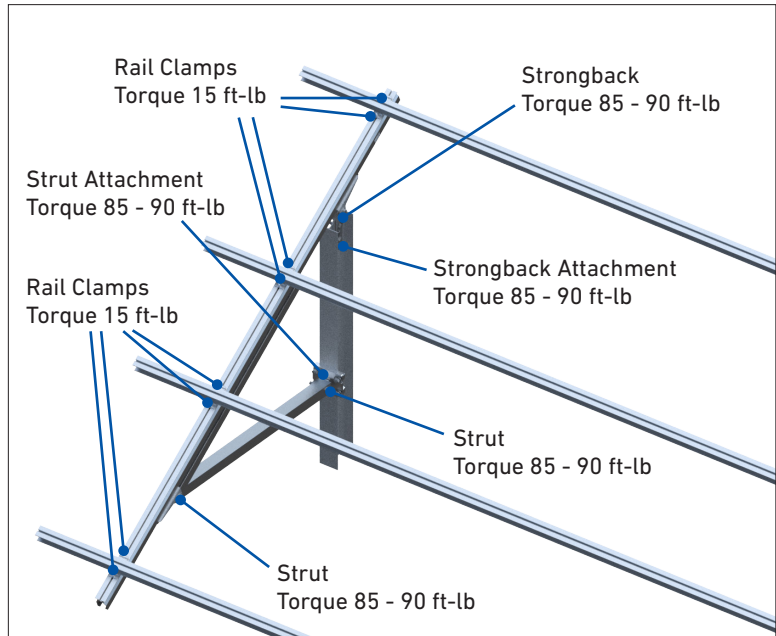 Rail Clamps
Torque 15 ft-lb
Strongback
Torque 85 - 90 ft-lb
Strut Attachment
Torque 85 - 90 ft-lb
Strongback Attachment
Torque 85 - 90 ft-lb
Rail Clamps
Torque 15 ft-lb
Strut
Torque 85 - 90 ft-lb
Strut
Torque 85 - 90 ft-lb